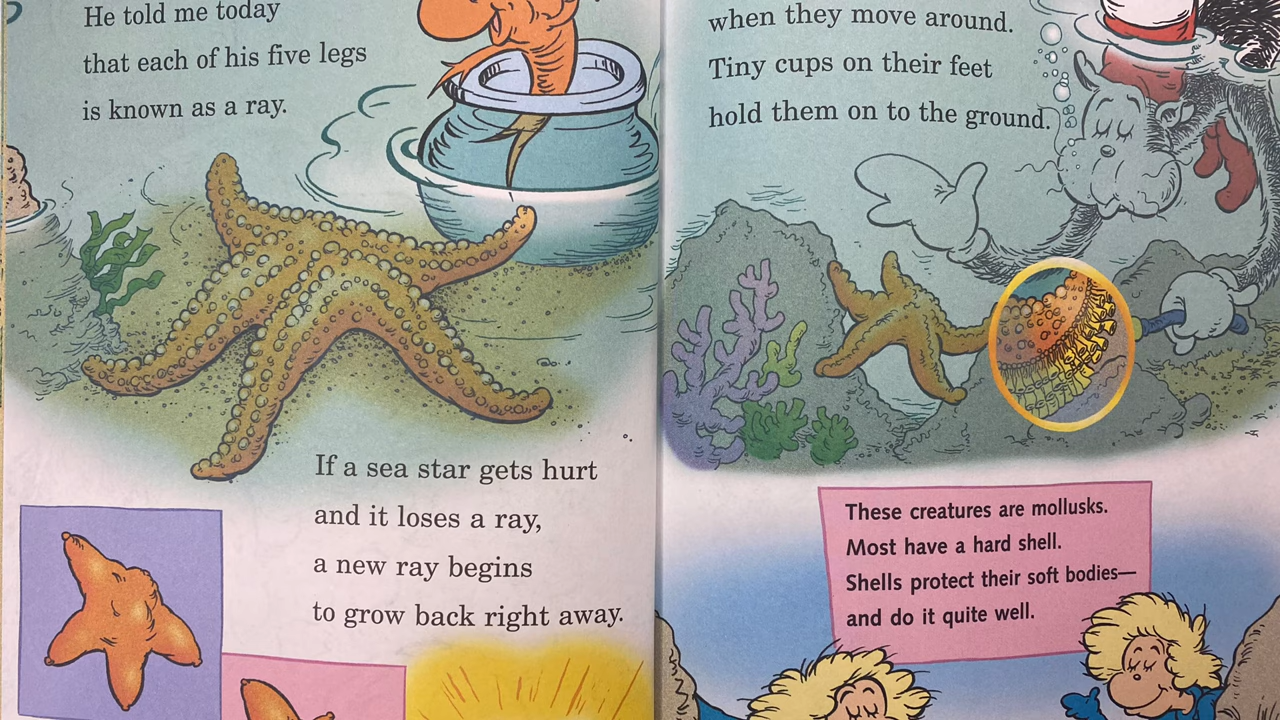 He told me today
that each of his five legs
is known as a ray.
If a sea star gets hurt
and it loses a ray,
a new ray begins
to grow back right away.
when they move around.
Tiny cups on their feet
hold them on to the ground.
These creatures are mollusks.
Most have a hard shell.
Shells protect their soft bodies—
and do it quite well.